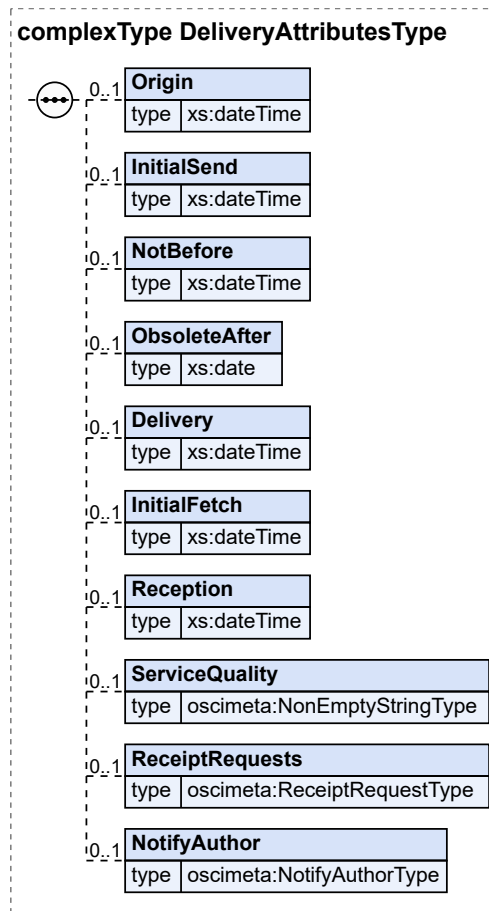 complexType DeliveryAttributesType
0..1 Origin
type xs:dateTime
0..1 InitialSend
type xs:dateTime
0..1 NotBefore
type xs:dateTime
0..1 ObsoleteAfter
type xs:date
0..1 Delivery
type xs:dateTime
0..1 InitialFetch
type xs:dateTime
0..1 Reception
type xs:dateTime
0..1 ServiceQuality
type oscimeta:NonEmptyStringType
0..1 ReceiptRequests
type oscimeta:ReceiptRequestType
0..1 NotifyAuthor
type oscimeta:NotifyAuthorType